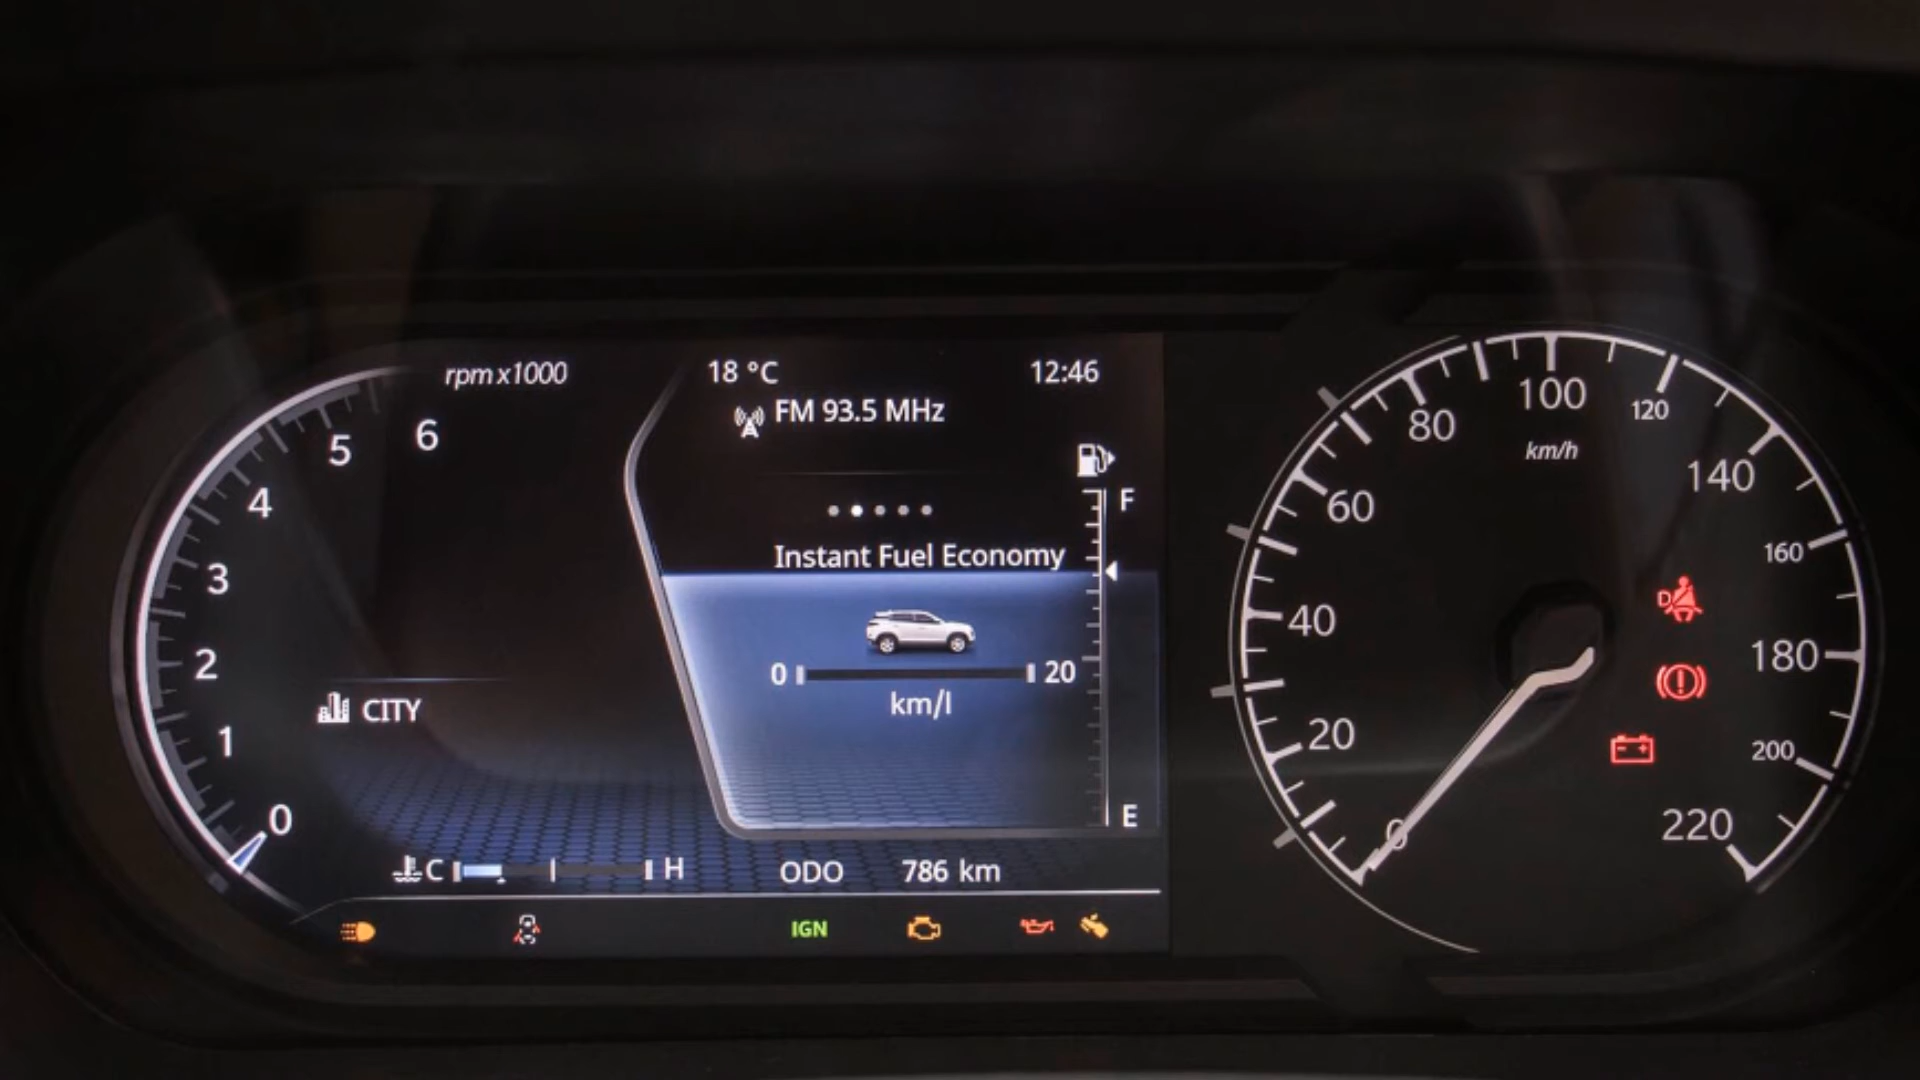 rpm x1000
18 °C
12:46
FM 93.5 MHz
6
5
4
3
2
1
0
F
Instant Fuel Economy
0 20
km/l
CITY
E
C H
ODO 786 km
IGN
0
20
40
60
80
100
120
140
160
180
200
220
km/h
D